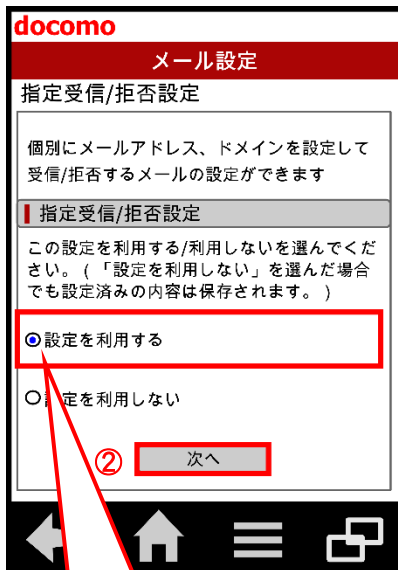 docomo
メール設定
指定受信/拒否設定
個別にメールアドレス、ドメインを設定して
受信/拒否するメールの設定ができます
指定受信/拒否設定
この設定を利用する/利用しないを選んでくだ
さい。(「設定を利用しない」を選んだ場合
でも設定済みの内容は保存されます。)
設定を利用する
定を利用しない
② 次へ